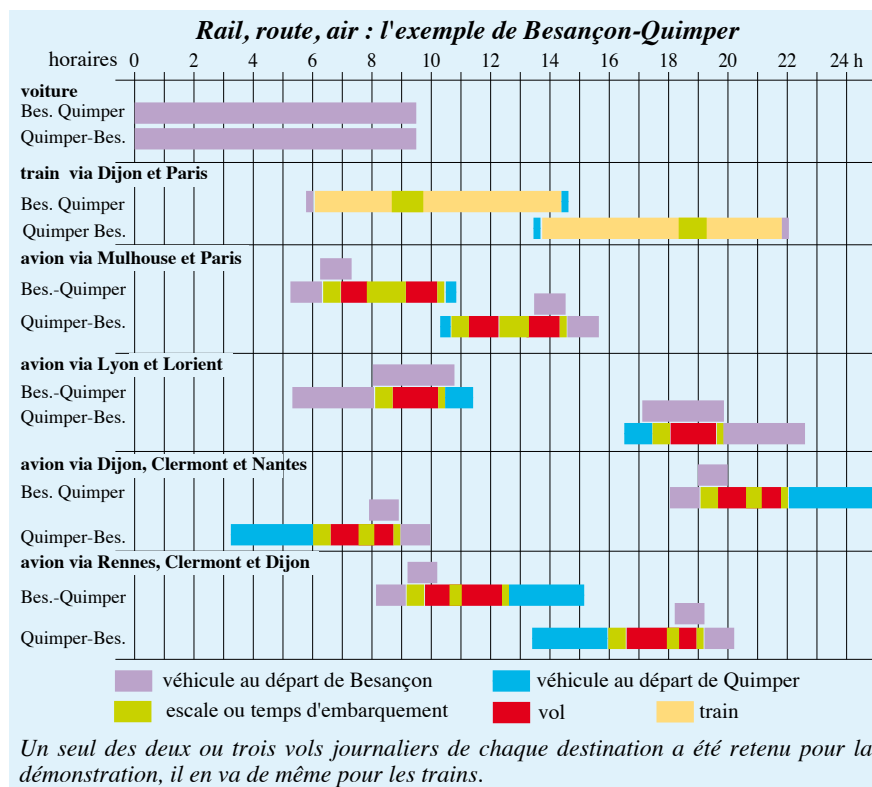 Rail, route, air : l'exemple de Besançon-Quimper
horaires 0 2 4 6 8 10 12 14 16 18 20 22 24 h
voiture
Bes. Quimper
Quimper-Bes.
train via Dijon et Paris
Bes. Quimper
Quimper Bes.
avion via Mulhouse et Paris
Bes.-Quimper
Quimper-Bes.
avion via Lyon et Lorient
Bes.-Quimper
Quimper-Bes.
avion via Dijon, Clermont et Nantes
Bes. Quimper
Quimper-Bes.
avion via Rennes, Clermont et Dijon
Bes.-Quimper
Quimper-Bes.
véhicule au départ de Besançon véhicule au départ de Quimper
escale ou temps d'embarquement vol train
Un seul des deux ou trois vols journaliers de chaque destination a été retenu pour la
démonstration, il en va de même pour les trains.